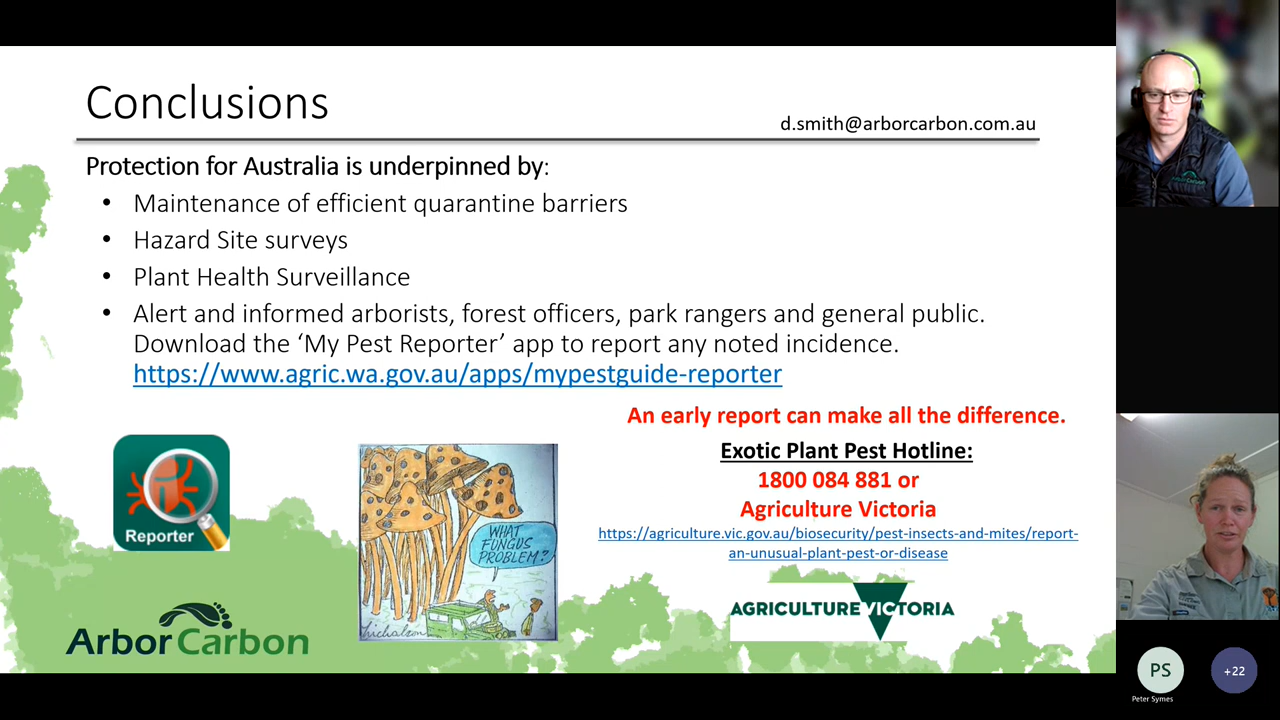 Conclusions
d.smith@arborcarbon.com.au
Protection for Australia is underpinned by:
• Maintenance of efficient quarantine barriers
• Hazard Site surveys
• Plant Health Surveillance
• Alert and informed arborists, forest officers, park rangers and general public.
Download the ‘My Pest Reporter’ app to report any noted incidence.
https://www.agric.wa.gov.au/apps/mypestguide-reporter
An early report can make all the difference.
Exotic Plant Pest Hotline:
1800 084 881 or
Agriculture Victoria
https://agriculture.vic.gov.au/biosecurity/pest-insects-and-mites/report-
an-unusual-plant-pest-or-disease
Reporter
WHAT
FUNGUS
PROBLEM?
Nicholson
ArborCarbon
AGRICULTURE VICTORIA
PS
+22
Peter Symes